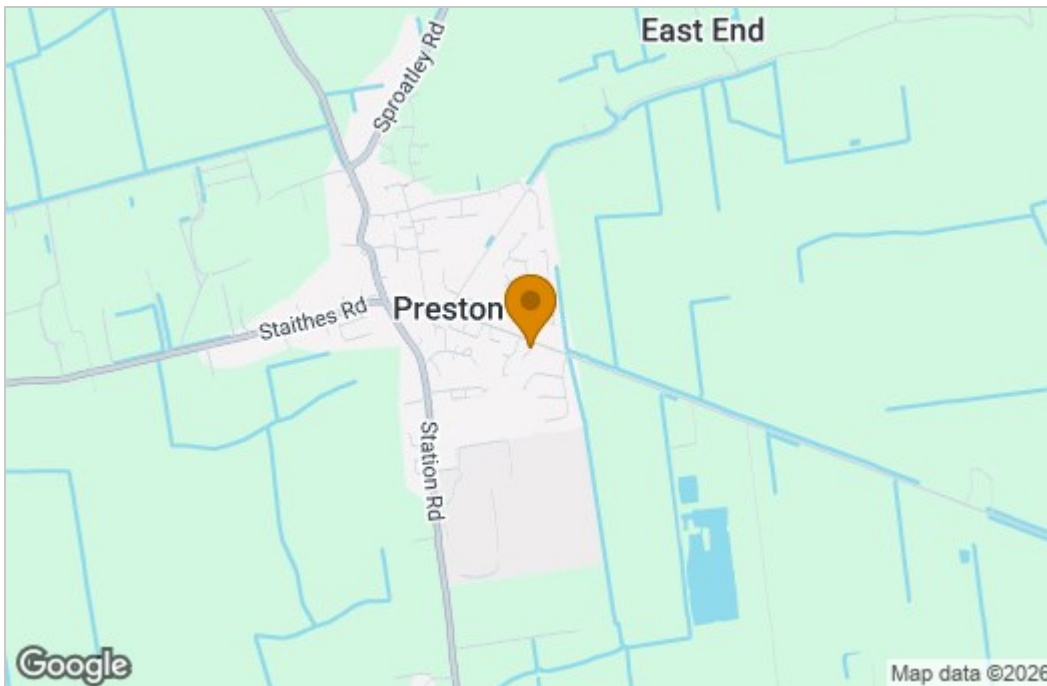 East End
Sproatley Rd
Preston
Staithes Rd
Station Rd
Google
Map data ©2026